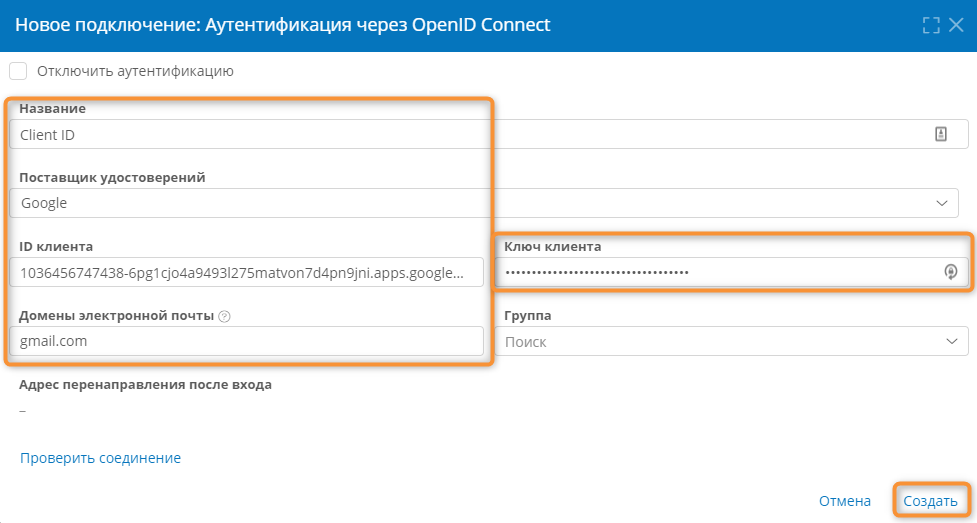 Новое подключение: Аутентификация через OpenID Connect
Отключить аутентификацию
Название
Client ID
Поставщик удостоверений
Google
ID клиента
Ключ клиента
1036456747438-6pg1cjo4a9493l275matvon7d4pn9jni.apps.google...
••••••••••••••••••••••••••••••••••
Домены электронной почты
Группа
gmail.com
Поиск
Адрес перенаправления после входа
–
Проверить соединение
Отмена
Создать